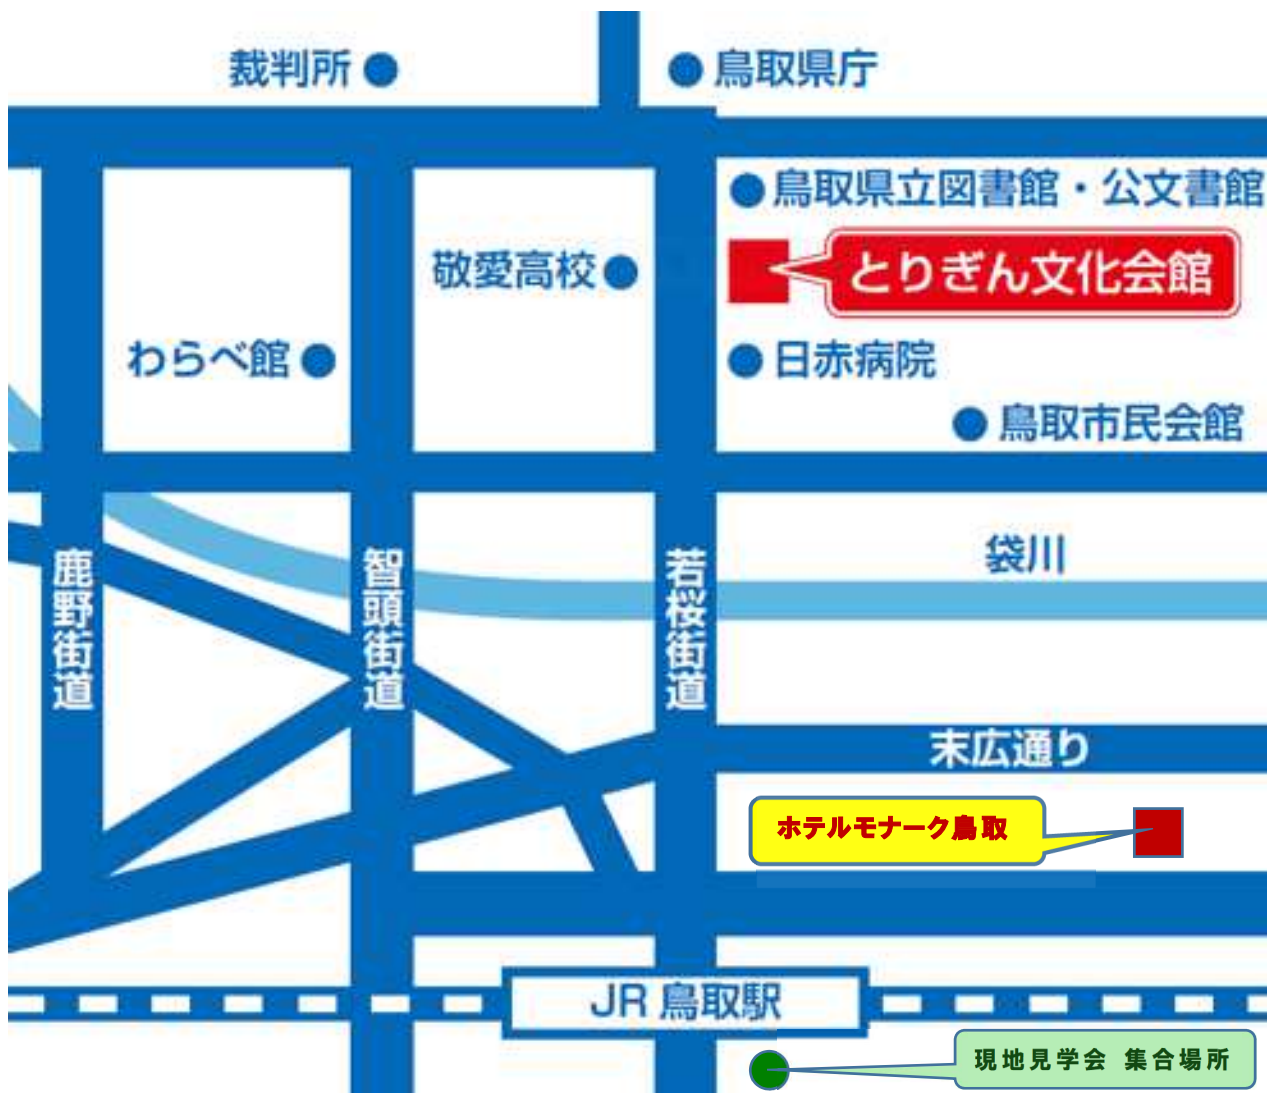 裁判所
鳥取県庁
鳥取県立図書館・公文書館
敬愛高校
とりぎん文化会館
わらべ館
日赤病院
鳥取市民会館
袋川
鹿野街道
智頭街道
若桜街道
末広通り
ホテルモナーク鳥取
JR 鳥取駅
現地見学会 集合場所